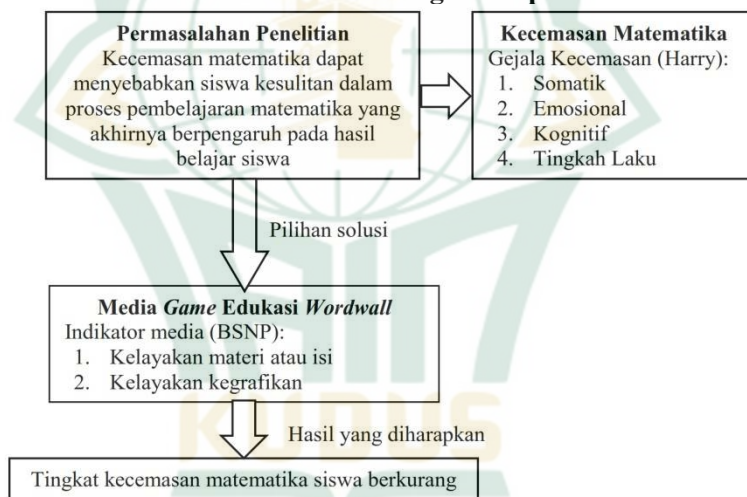 Permasalahan Penelitian
Kecemasan matematika dapat
menyebabkan siswa kesulitan dalam
proses pembelajaran matematika yang
akhirnya berpengaruh pada hasil
belajar siswa
Kecemasan Matematika
Gejala Kecemasan (Harry):
1. Somatik
2. Emosional
3. Kognitif
4. Tingkah Laku
Pilihan solusi
Media Game Edukasi Wordwall
Indikator media (BSNP):
1. Kelayakan materi atau isi
2. Kelayakan kegrafikan
KUDUS
Hasil yang diharapkan
Tingkat kecemasan matematika siswa berkurang